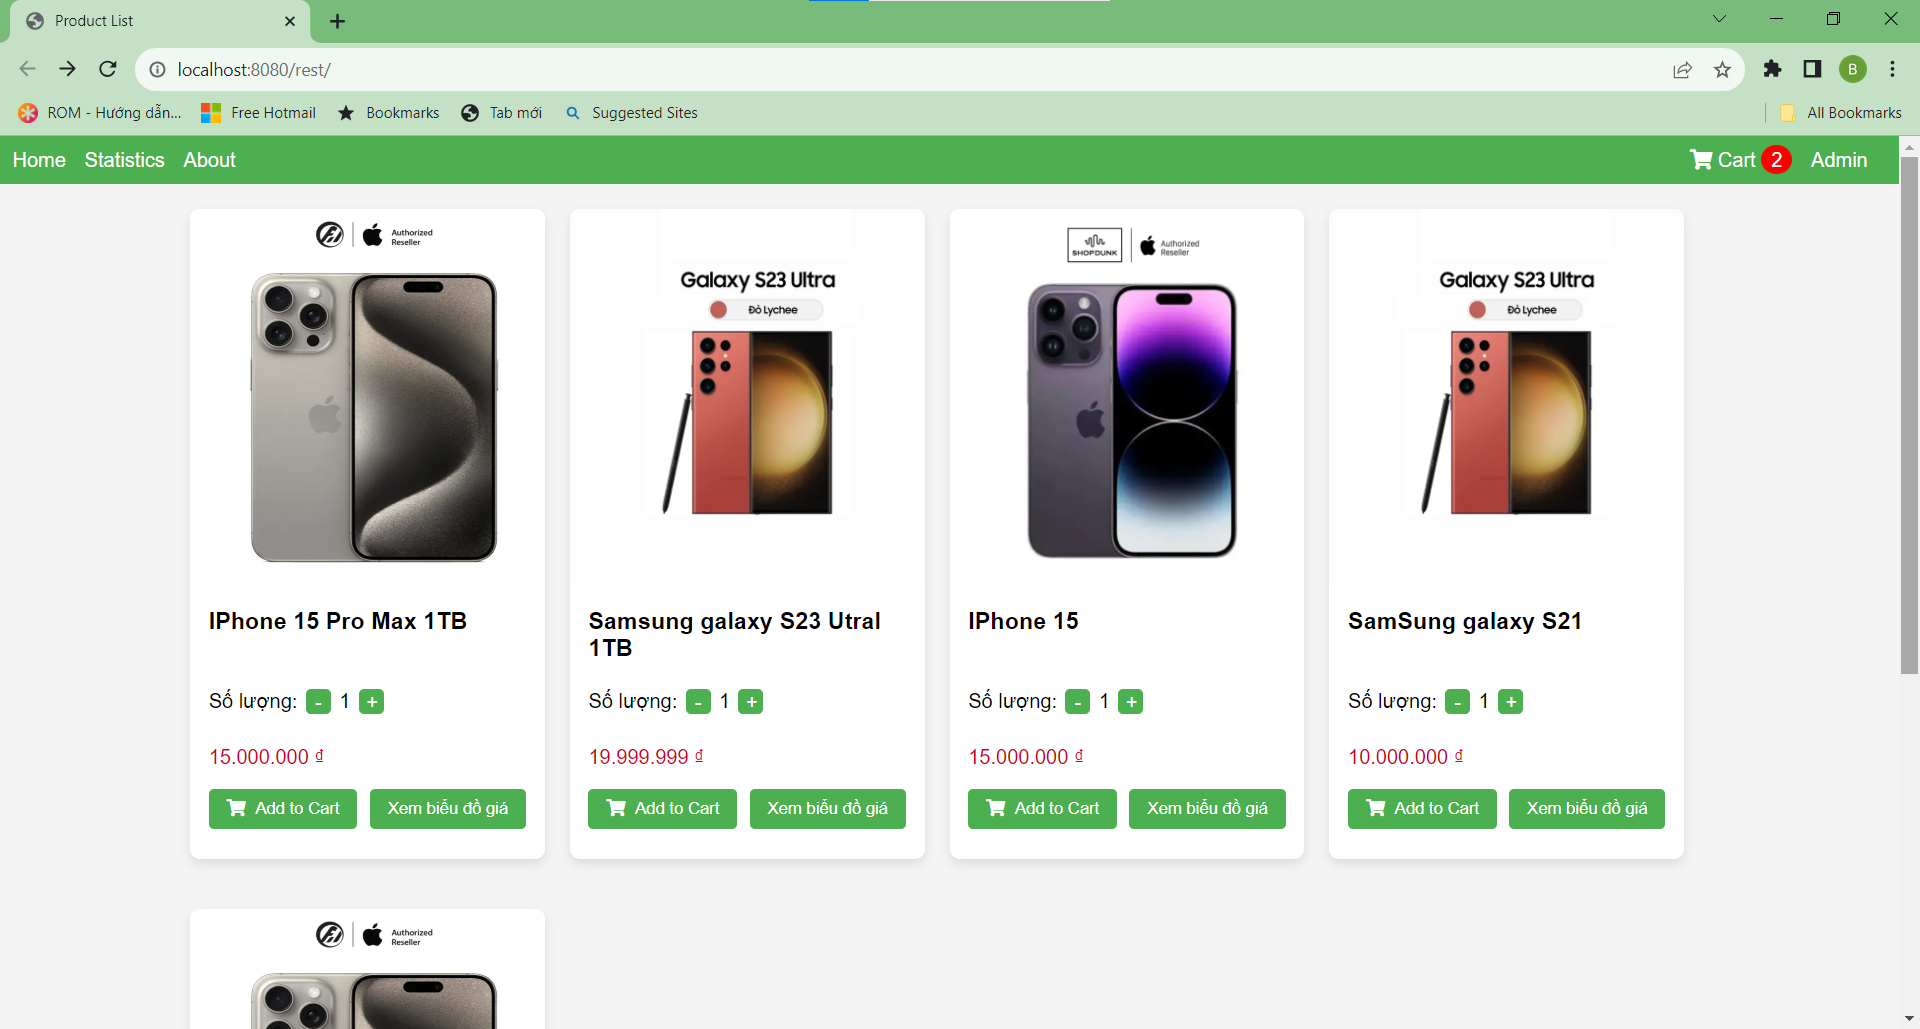 Product List
localhost:8080/rest/
B
ROM - Hướng dẫn...
Free Hotmail
Bookmarks
Tab mới
Suggested Sites
All Bookmarks
Home
Statistics
About
Cart 2
Admin
Authorized
Reseller
Galaxy S23 Ultra
Đỏ Lychee
SHOPDUNK
Authorized
Reseller
Galaxy S23 Ultra
Đỏ Lychee
IPhone 15 Pro Max 1TB
Samsung galaxy S23 Utral
1TB
IPhone 15
SamSung galaxy S21
Số lượng: - 1 +
Số lượng: - 1 +
Số lượng: - 1 +
Số lượng: - 1 +
15.000.000 ₫
19.999.999 ₫
15.000.000 ₫
10.000.000 ₫
Add to Cart
Xem biểu đồ giá
Add to Cart
Xem biểu đồ giá
Add to Cart
Xem biểu đồ giá
Add to Cart
Xem biểu đồ giá
Authorized
Reseller